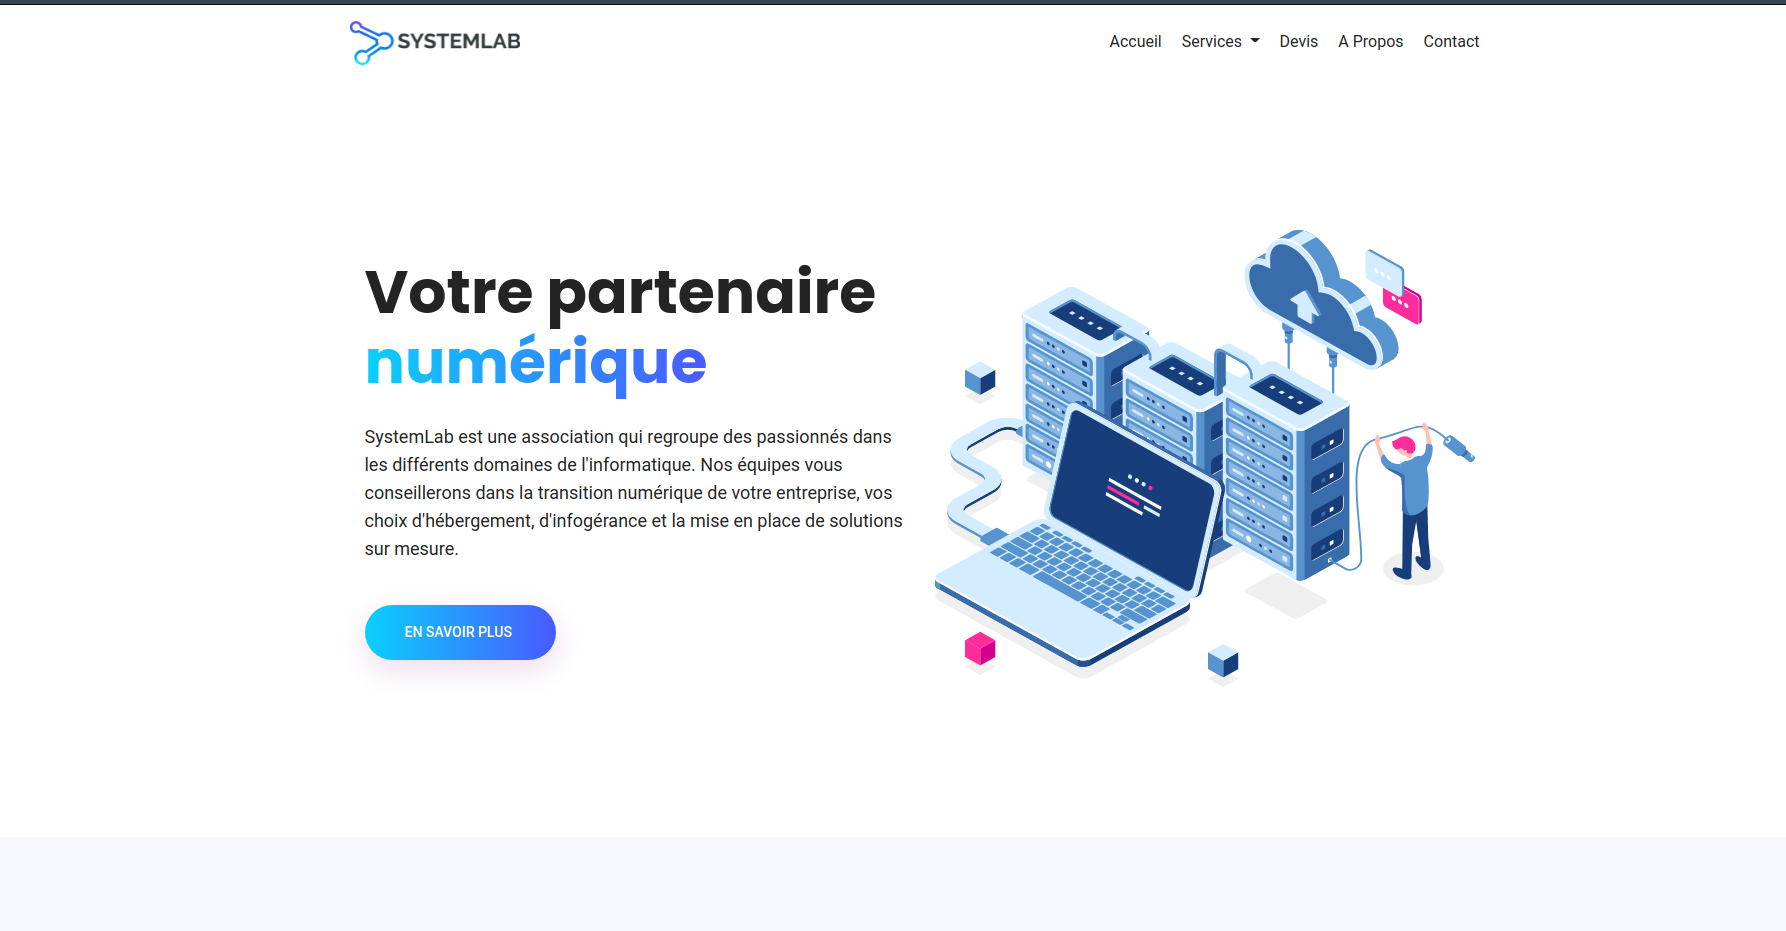 SYSTEMLAB
Accueil Services Devis A Propos Contact
Votre partenaire
numérique
SystemLab est une association qui regroupe des passionnés dans
les différents domaines de l'informatique. Nos équipes vous
conseillerons dans la transition numérique de votre entreprise, vos
choix d'hébergement, d'infogérance et la mise en place de solutions
sur mesure.
EN SAVOIR PLUS